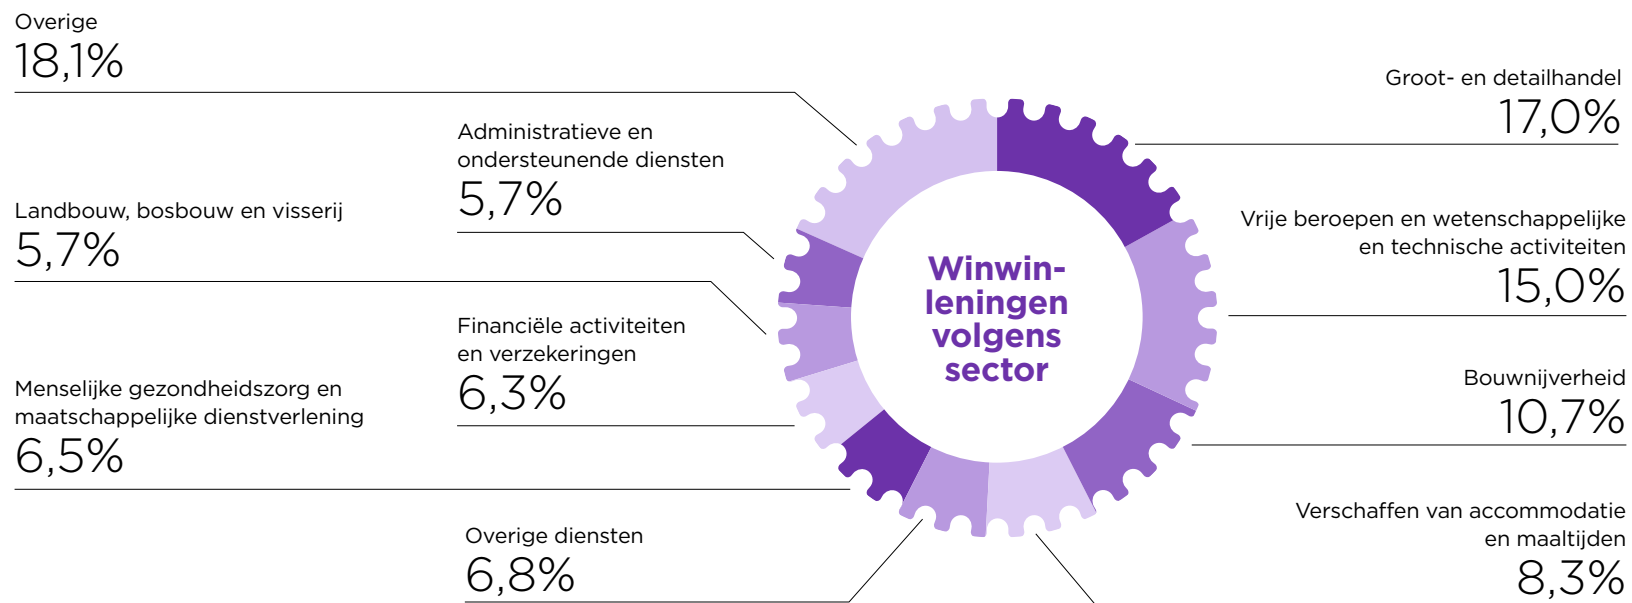 Overige
18,1%
Administratieve en
ondersteunende diensten
5,7%
Landbouw, bosbouw en visserij
5,7%
Financiële activiteiten
en verzekeringen
6,3%
Menselijke gezondheidszorg en
maatschappelijke dienstverlening
6,5%
Overige diensten
6,8%
Winwin-
leningen
volgens
sector
Groot- en detailhandel
17,0%
Vrije beroepen en wetenschappelijke
en technische activiteiten
15,0%
Bouwnijverheid
10,7%
Verschaffen van accommodatie
en maaltijden
8,3%